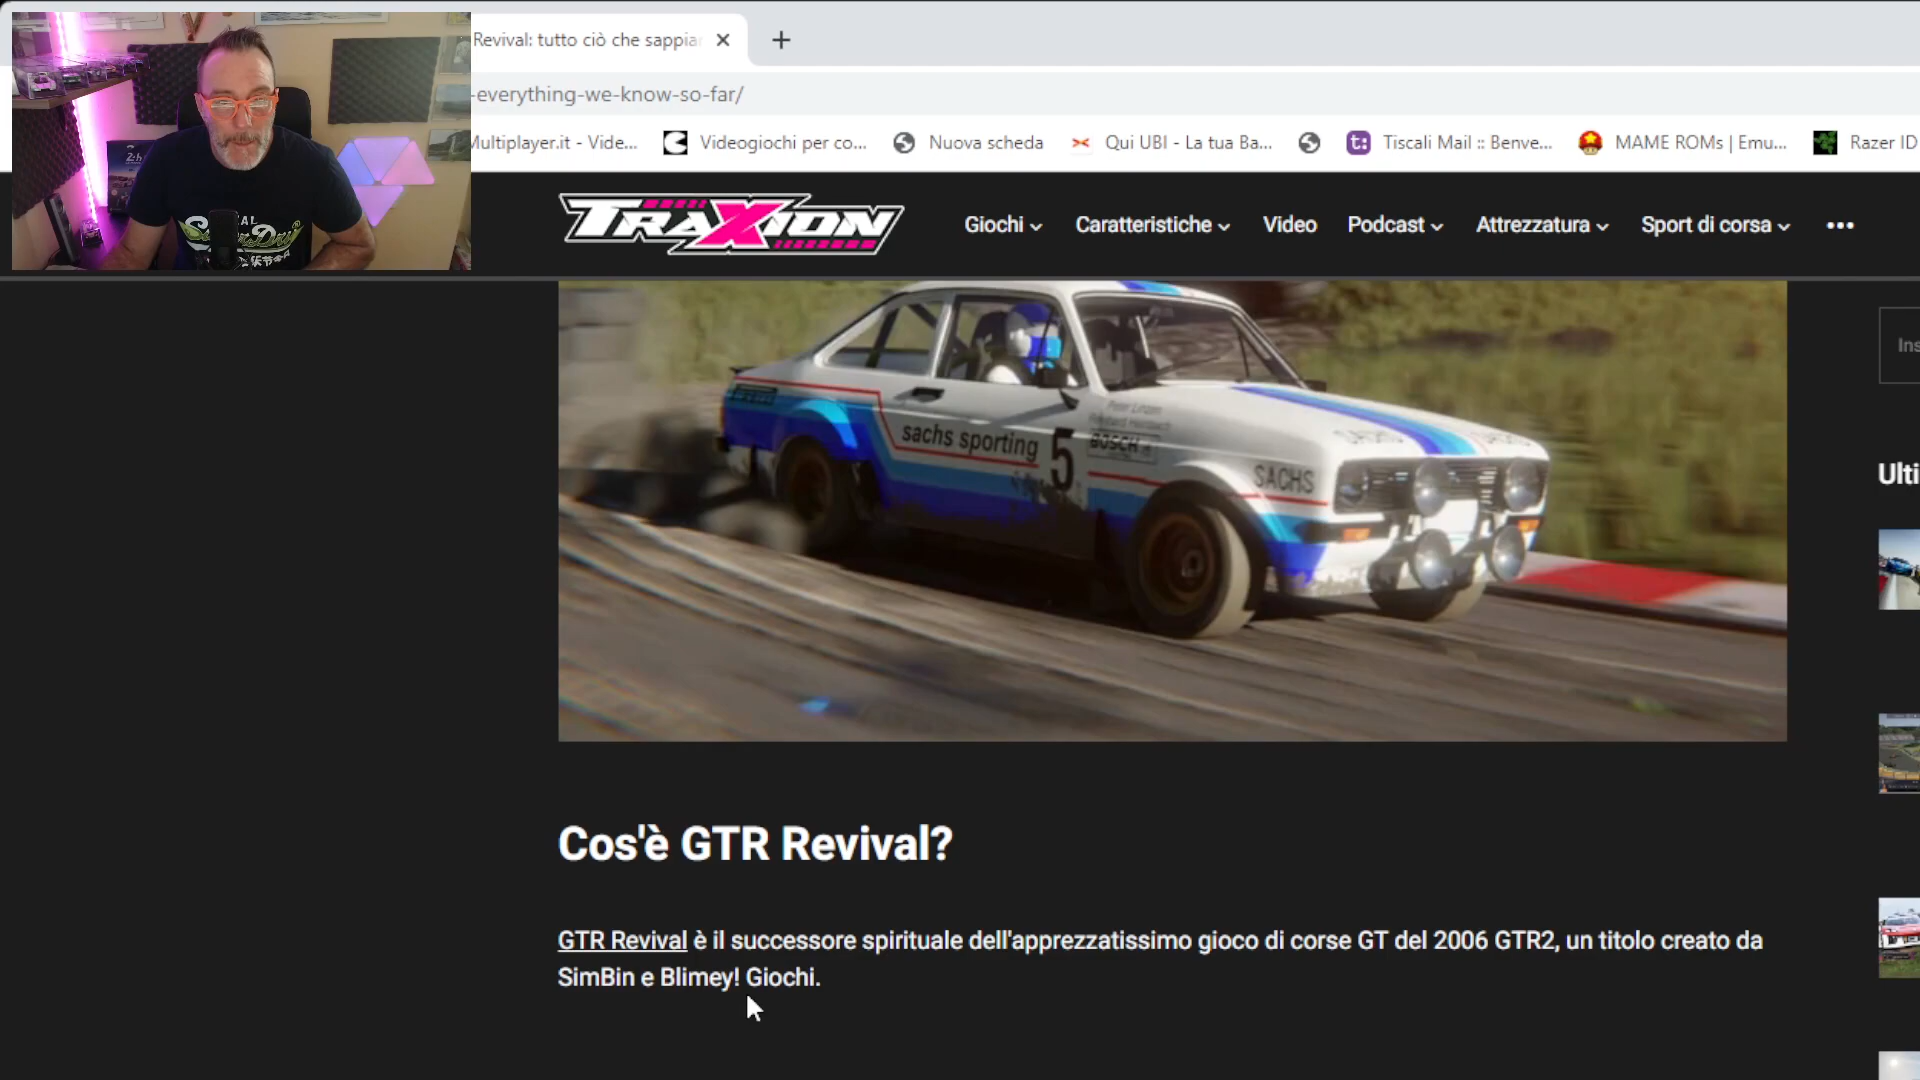 Revival: tutto ciò che sappiar
-everything-we-know-so-far/
Multiplayer.it - Vide...
Videogiochi per co...
Nuova scheda
Qui UBI - La tua Ba...
t:
Tiscali Mail :: Benve...
MAME ROMs | Emu...
Razer ID
TRAXION
Giochi
Caratteristiche
Video
Podcast
Attrezzatura
Sport di corsa
Ins
Ulti
sachs sporting
5
BOSCH
SACHS
Cos'è GTR Revival?
GTR Revival è il successore spirituale dell'apprezzatissimo gioco di corse GT del 2006 GTR2, un titolo creato da
SimBin e Blimey! Giochi.